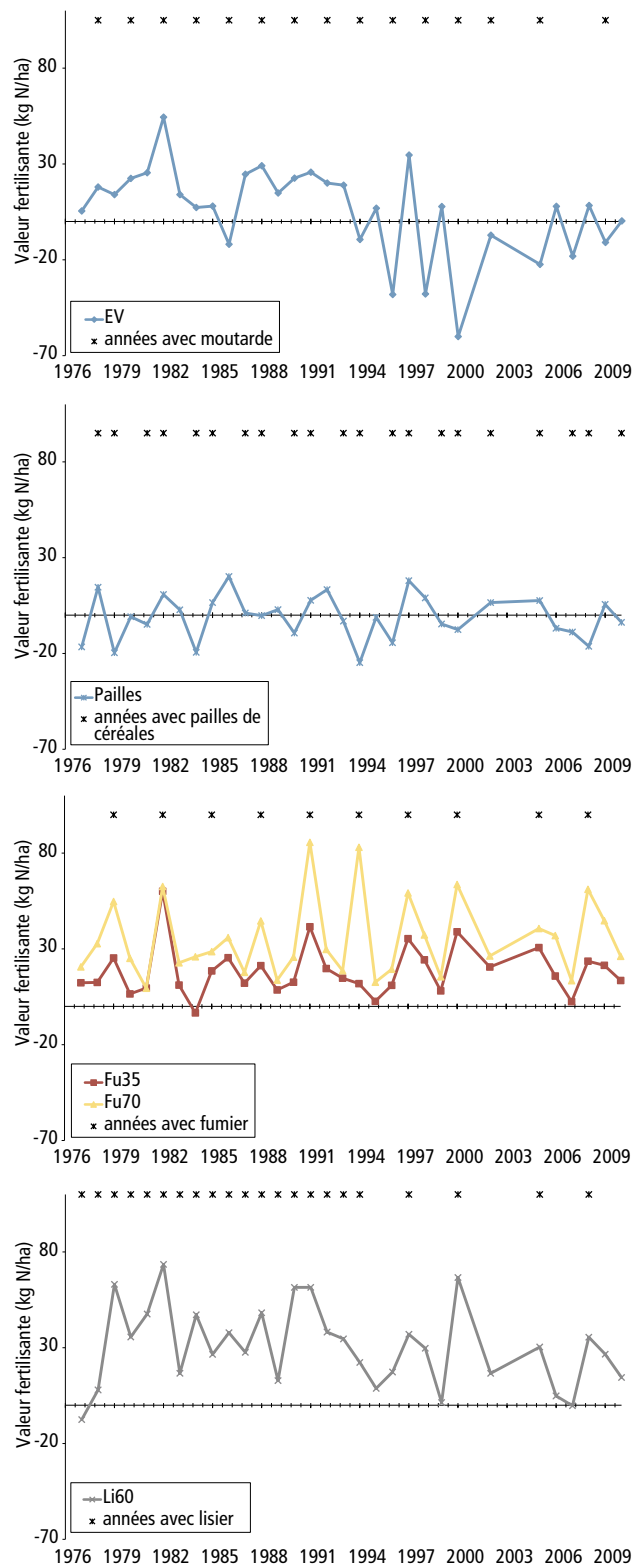 Valeur fertilisante (kg N/ha)
80
30
-20
-70
EV
années avec moutarde
1976 1979 1982 1985 1988 1991 1994 1997 2000 2003 2006 2009
Valeur fertilisante (kg N/ha)
80
30
-20
-70
Pailles
années avec pailles de
céréales
1976 1979 1982 1985 1988 1991 1994 1997 2000 2003 2006 2009
Valeur fertilisante (kg N/ha)
80
30
-20
-70
Fu35
Fu70
années avec fumier
1976 1979 1982 1985 1988 1991 1994 1997 2000 2003 2006 2009
Valeur fertilisante (kg N/ha)
80
30
-20
-70
Li60
années avec lisier
1976 1979 1982 1985 1988 1991 1994 1997 2000 2003 2006 2009